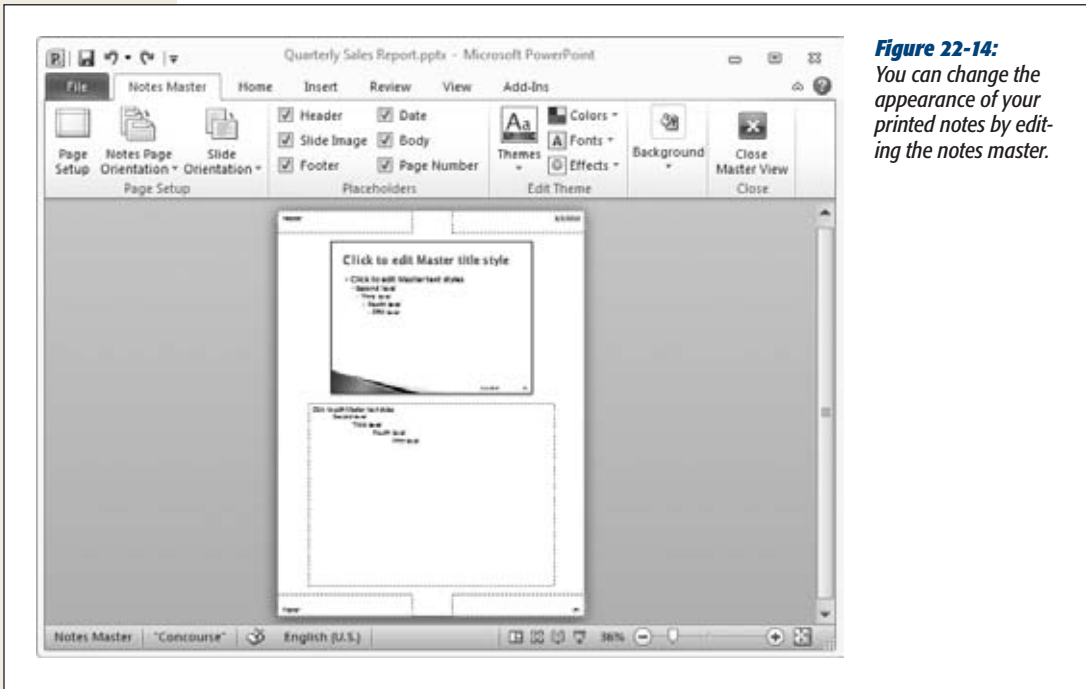 Quarterly Sales Report.pptx - Microsoft PowerPoint
File Notes Master Home Insert Review View Add-Ins
Page Setup
Notes Page Orientation
Slide Orientation
Page Setup
Header Date
Slide Image Body
Footer Page Number
Placeholders
Aa
Themes
Colors
A Fonts
Effects
Edit Theme
Background
Close Master View
Close
Header
Click to edit Master title style
Click to edit Master text styles
Second level
Third level
Fourth level
Fifth level
Click to edit Master text styles
Second level
Third level
Fourth level
Fifth level
Footer
Notes Master "Concourse" English (U.S.) 36%
Figure 22-14:
You can change the
appearance of your
printed notes by edit-
ing the notes master.